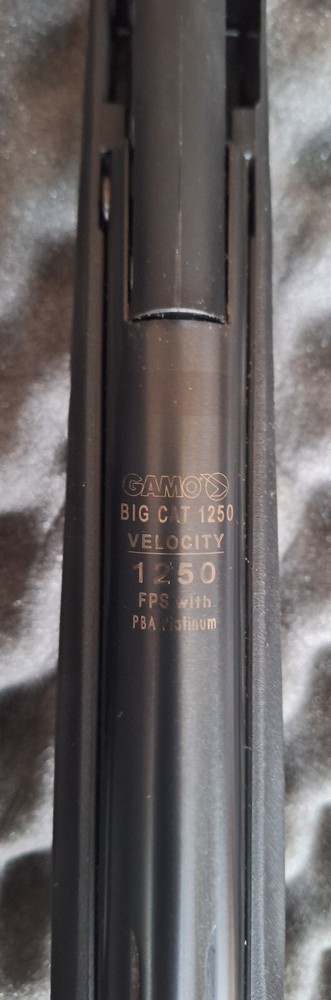 GAMO
BIG CAT 1250
VELOCITY
1250
FPS with
PBA Platinum